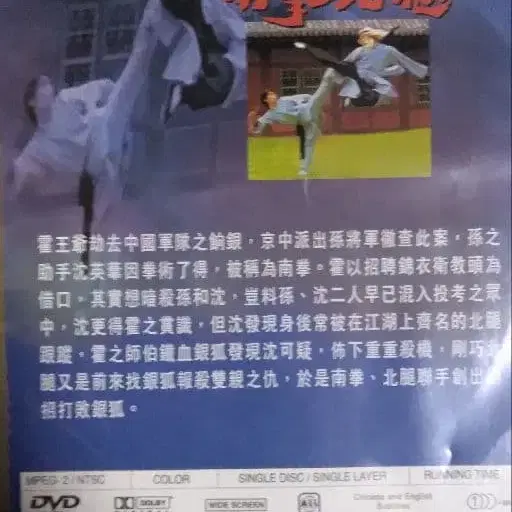 霍王爺劫去中國軍隊之餉銀，京中派出孫將軍徹查此案，孫之
助手沈英華因拳術了得，被稱為南拳。霍以招聘錦衣衛教頭為
借口，其實想暗殺孫和沈，豈料孫、沈二人早已混入投考之眾
中，沈更得霍之賞識，但沈發現身後常被在江湖上齊名的北腿
跟蹤。霍之師伯鐵血銀狐發現沈可疑，佈下重重殺機，剛巧北
腿又是前來找銀狐報殺雙親之仇，於是南拳、北腿聯手創出
招打敗銀狐。
MPEG-2 / NTSC COLOR SINGLE DISC / SINGLE LAYER RUNNING TIME
DVD DOLBY WIDE SCREEN ALL Chinese and English